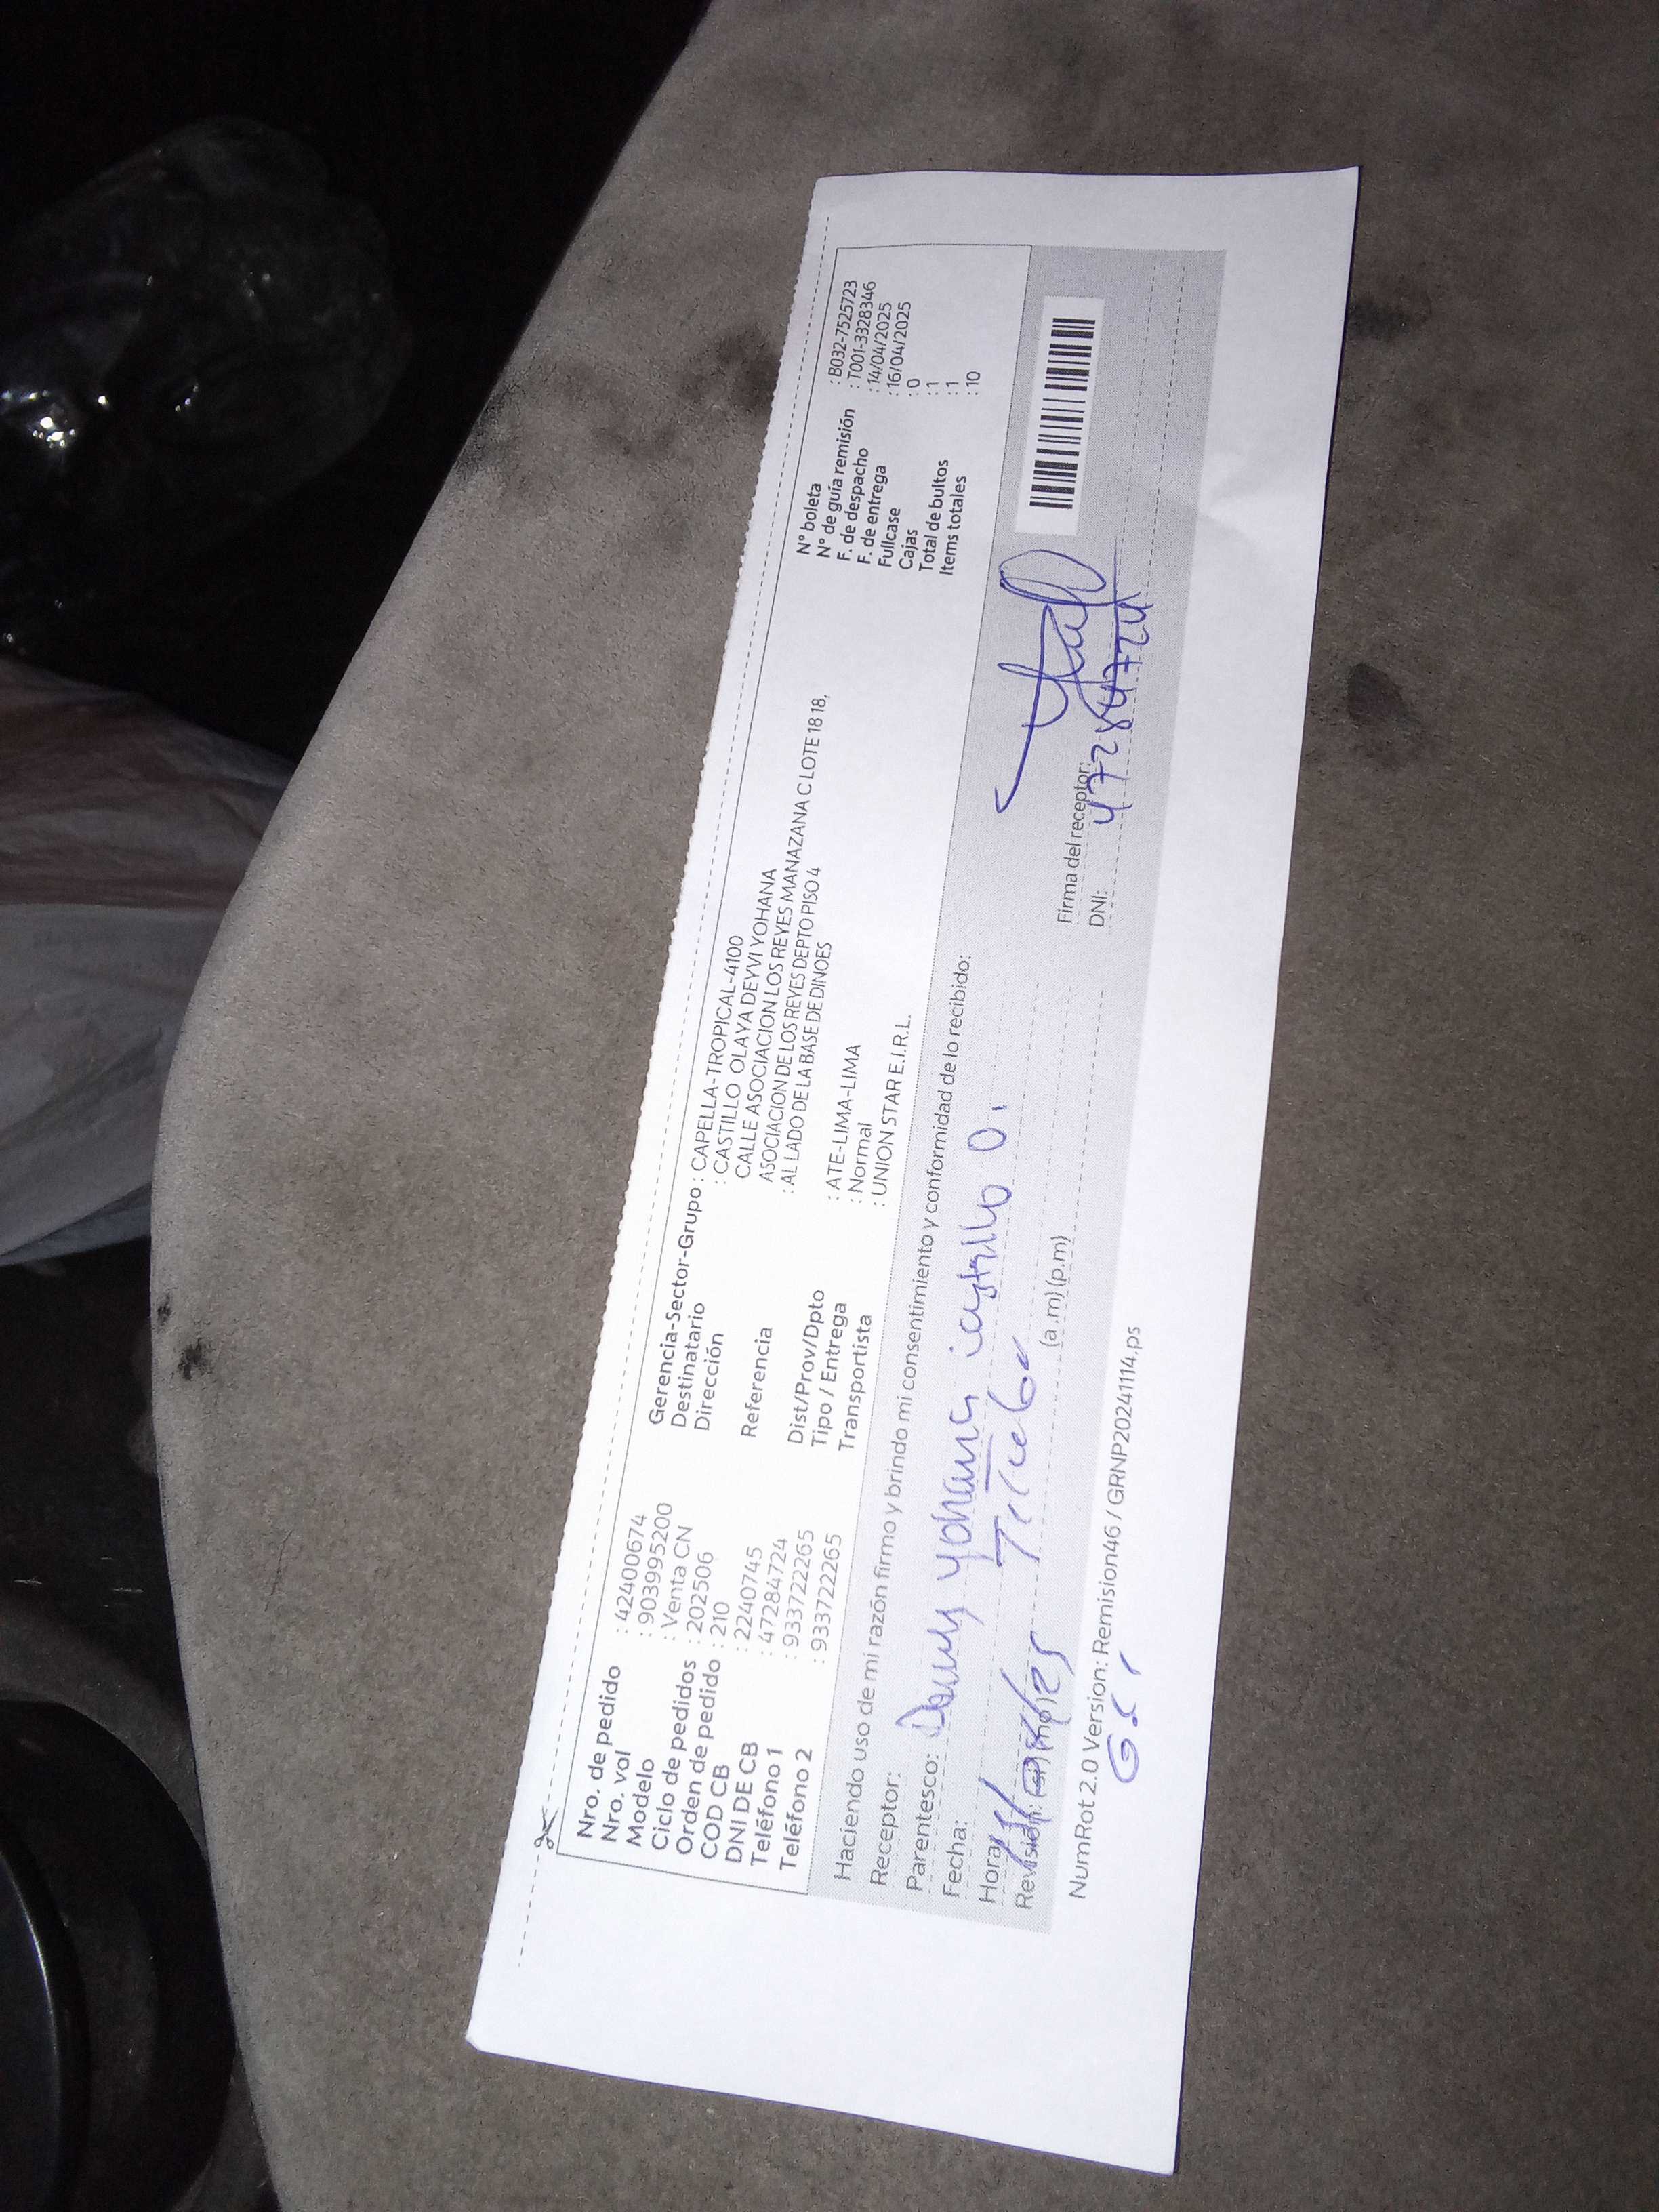 Nro. de pedido : 42400674
Nro. vol : 9039995200
Modelo : Venta CN
Ciclo de pedidos : 202506
Orden de pedido : 210
COD CB : 2240745
DNI DE CB : 47284724
Teléfono 1 : 933722265
Teléfono 2 : 933722265
Gerencia-Sector-Grupo : CAPELLA-TROPICAL-4100
Destinatario : CASTILLO OLAYA DEYVI YOHANA
Dirección CALLE ASOCIACION LOS REYES MANAZANA C LOTE 18 18,
ASOCIACION DE LOS REYES DEPTO PISO 4
Referencia : AL LADO DE LA BASE DE DINOES
Dist/Prov/Dpto : ATE-LIMA-LIMA
Tipo / Entrega : Normal
Transportista : UNION STAR E.I.R.L.
N° boleta : B032-7525723
N° de guía remisión : T001-3328346
F. de despacho : 14/04/2025
F. de entrega : 16/04/2025
Fullcase : 0
Cajas : 1
Total de bultos : 1
Items totales : 10
Haciendo uso de mi razón firmo y brindo mi consentimiento y conformidad de lo recibido:
Receptor:
Parentesco: Yohana castillo O.
Fecha:
Hora: (a .m) (p.m)
Firma del receptor:
DNI: 47284724
NumRot 2.0 Version: Remision46 / GRNP20241114.ps